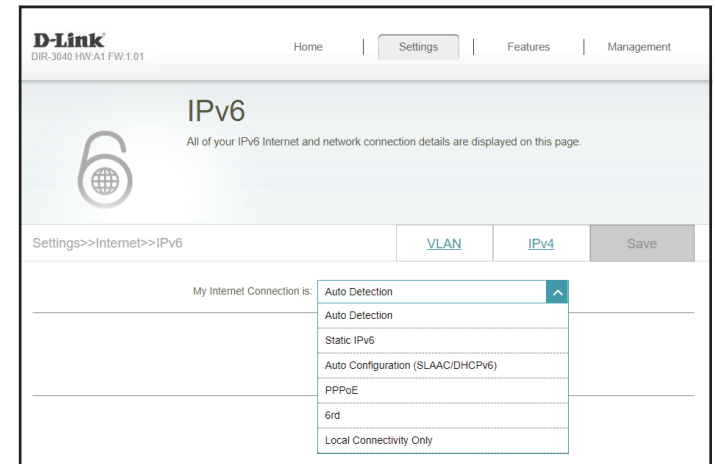 D-Link
DIR-3040 HW:A1 FW:1.01
Home | Settings | Features | Management
IPv6
All of your IPv6 Internet and network connection details are displayed on this page.
Settings>>Internet>>IPv6
VLAN
IPv4
Save
My Internet Connection is: Auto Detection
Auto Detection
Static IPv6
Auto Configuration (SLAAC/DHCPv6)
PPPoE
6rd
Local Connectivity Only